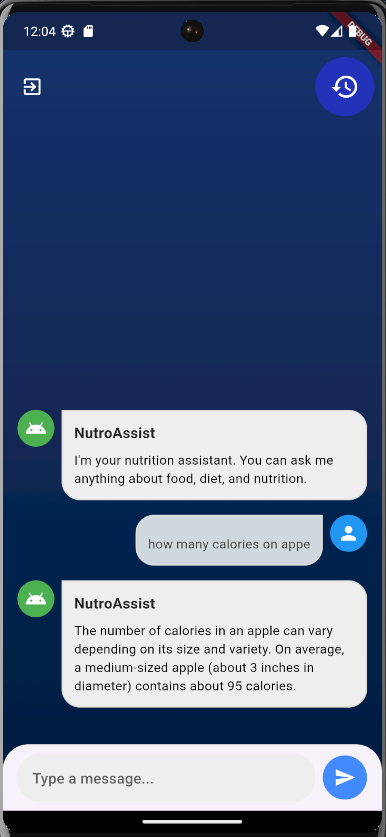 12:04
DEBUG
NutroAssist
I'm your nutrition assistant. You can ask me
anything about food, diet, and nutrition.
how many calories on appe
NutroAssist
The number of calories in an apple can vary
depending on its size and variety. On average,
a medium-sized apple (about 3 inches in
diameter) contains about 95 calories.
Type a message...